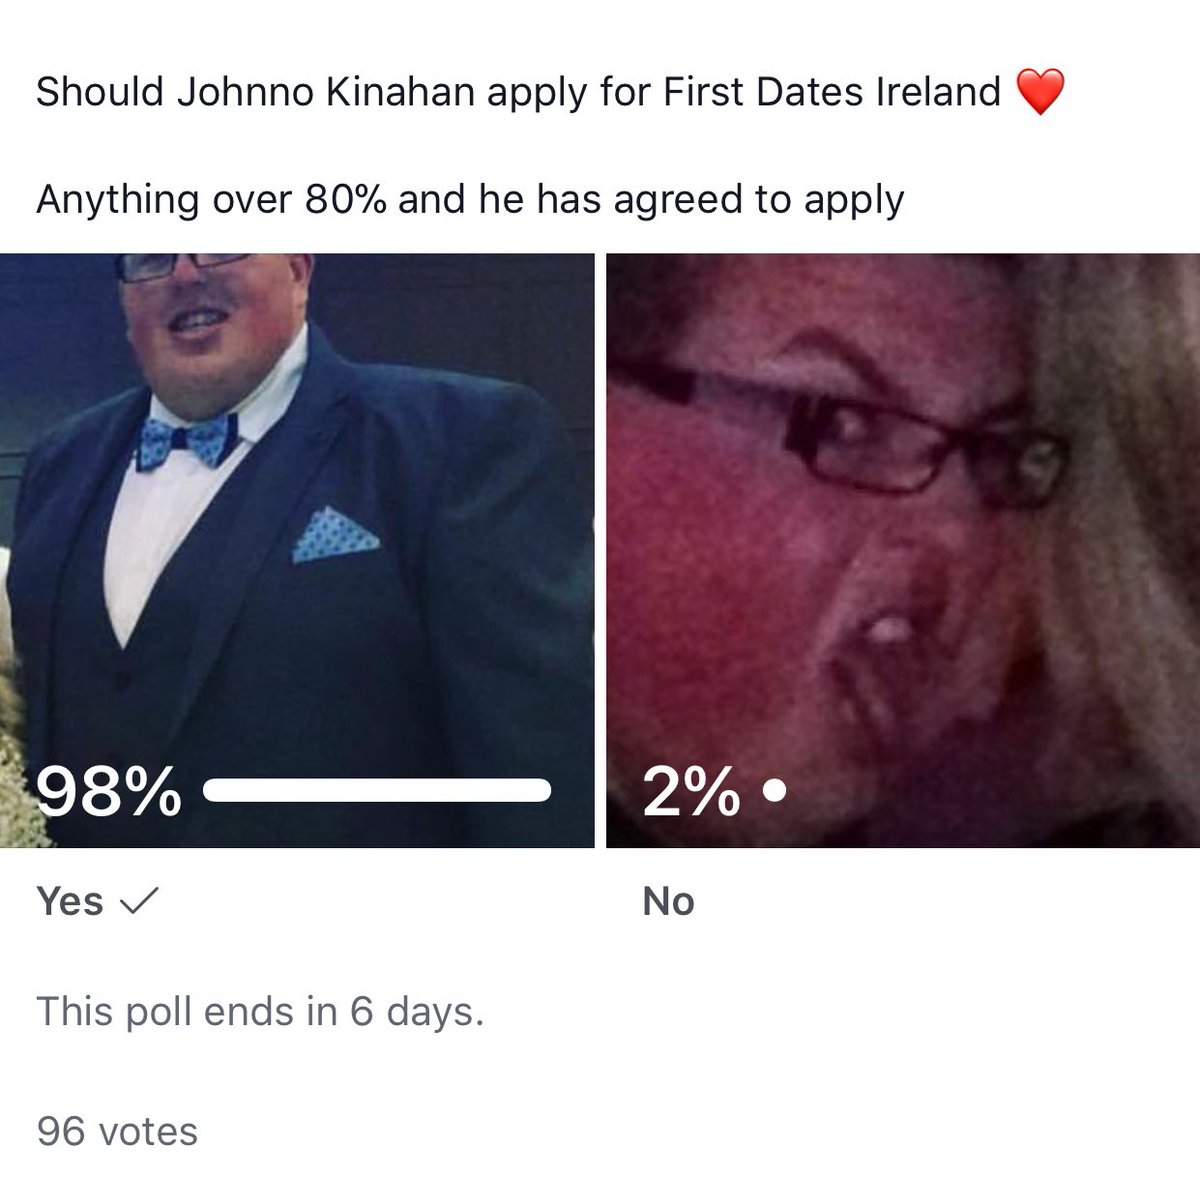 Should Johnno Kinahan apply for First Dates Ireland ❤️
Anything over 80% and he has agreed to apply
98%
2%
Yes ✓
No
This poll ends in 6 days.
96 votes